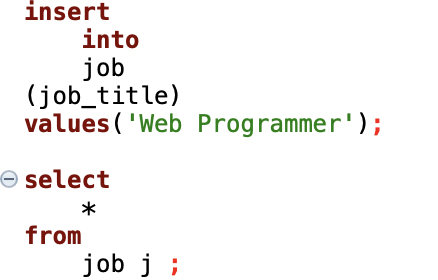 insert
into
job
(job_title)
values('Web Programmer');
select
*
from
job j ;